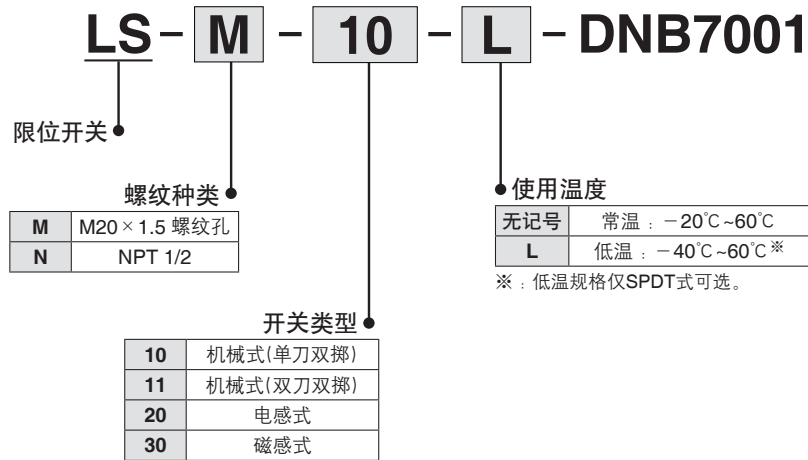 LS-M-10-L-DNB7001
限位开关
螺纹种类
M M20×1.5 螺纹孔
N NPT 1/2
使用温度
无记号 常温：－20℃~60℃
L 低温：－40℃~60℃※
※：低温规格仅SPDT式可选。
开关类型
10 机械式(单刀双掷)
11 机械式(双刀双掷)
20 电感式
30 磁感式